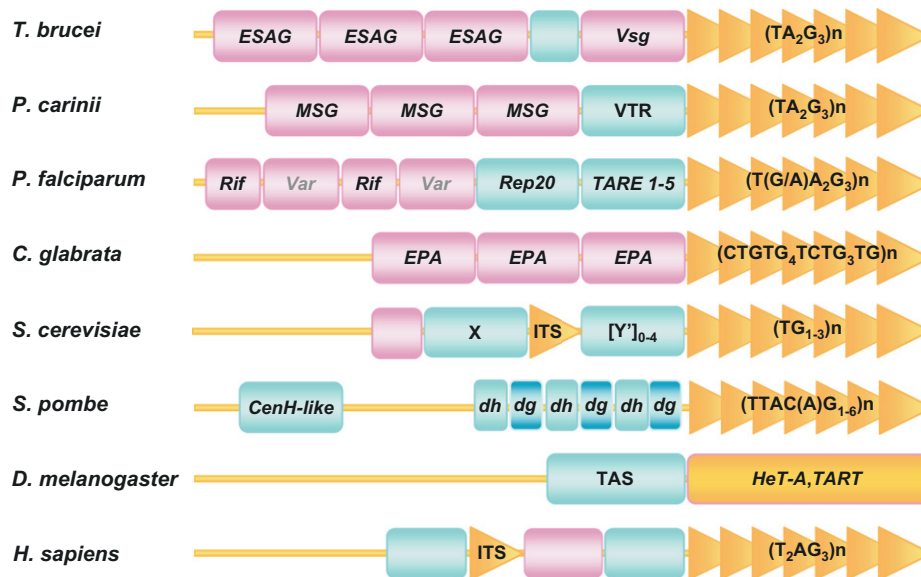 T. brucei ESAG ESAG ESAG Vsg (TA₂G₃)n
P. carinii MSG MSG MSG VTR (TA₂G₃)n
P. falciparum Rif Var Rif Var Rep20 TARE 1-5 (T(G/A)A₂G₃)n
C. glabrata EPA EPA EPA (CTGTG₄TCTG₃TG)n
S. cerevisiae X ITS [Y']₀₋₄ (TG₁₋₃)n
S. pombe CenH-like dh dg dh dg dh dg (TTAC(A)G₁₋₆)n
D. melanogaster TAS HeT-A,TART
H. sapiens ITS (T₂AG₃)n